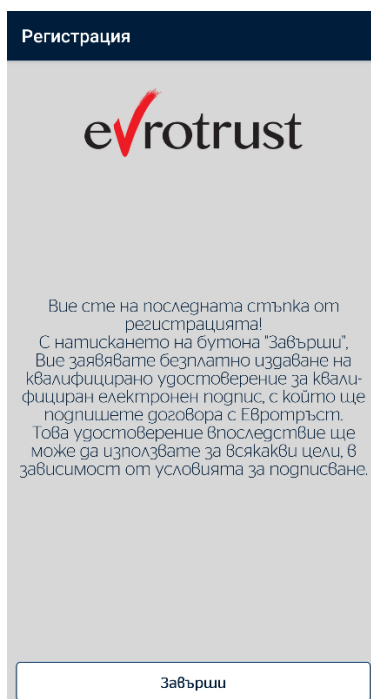 Регистрация
evrotrust
Вие сте на последната стъпка от
регистрацията!
С натискането на бутона "Завърши",
Вие заявявате безплатно издаване на
квалифицирано удостоверение за квали-
фициран електронен подпис, с който ще
подпишете договора с Евротръст.
Това удостоверение впоследствие ще
може да използвате за всякакви цели, в
зависимост от условията за подписване.
Завърши